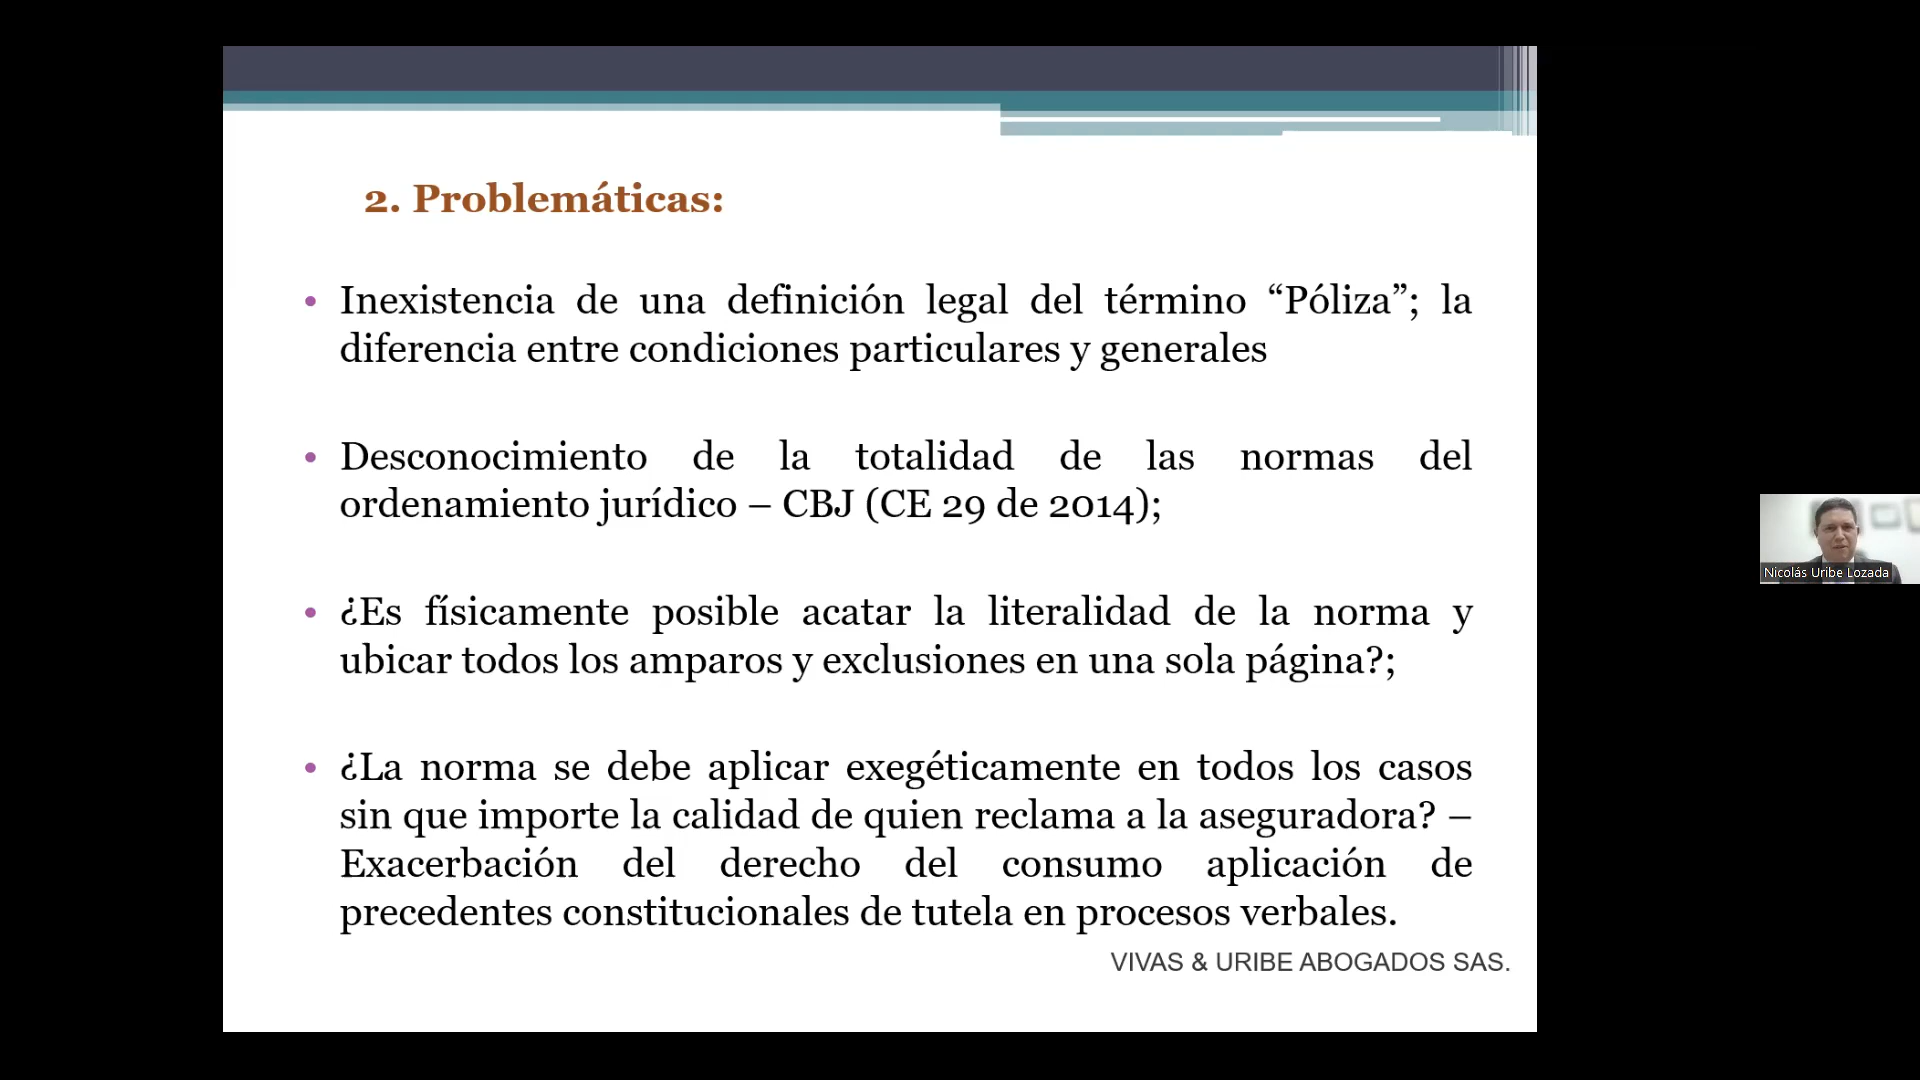 2. Problemáticas:
• Inexistencia de una definición legal del término “Póliza”; la
diferencia entre condiciones particulares y generales
• Desconocimiento de la totalidad de las normas del
ordenamiento jurídico – CBJ (CE 29 de 2014);
• ¿Es físicamente posible acatar la literalidad de la norma y
ubicar todos los amparos y exclusiones en una sola página?;
• ¿La norma se debe aplicar exegéticamente en todos los casos
sin que importe la calidad de quien reclama a la aseguradora? –
Exacerbación del derecho del consumo aplicación de
precedentes constitucionales de tutela en procesos verbales.
VIVAS & URIBE ABOGADOS SAS.
Nicolás Uribe Lozada